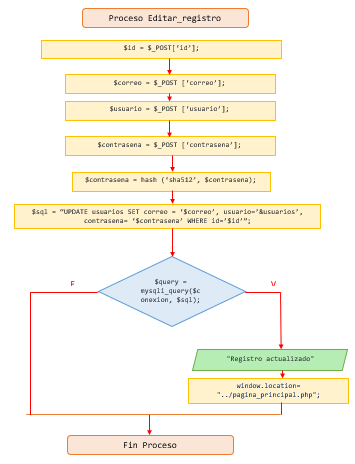 Proceso Editar_registro
$id = $_POST['id'];
$correo = $_POST ['correo'];
$usuario = $_POST ['usuario'];
$contrasena = $_POST ['contrasena'];
$contrasena = hash ('sha512', $contrasena);
$sql = "UPDATE usuarios SET correo = '$correo', usuario='&usuarios',
contrasena= '$contrasena' WHERE id='$id'";
$query =
mysqli_query($c
onexion, $sql);
F
V
"Registro actualizado"
window.location=
"../pagina_principal.php";
Fin Proceso